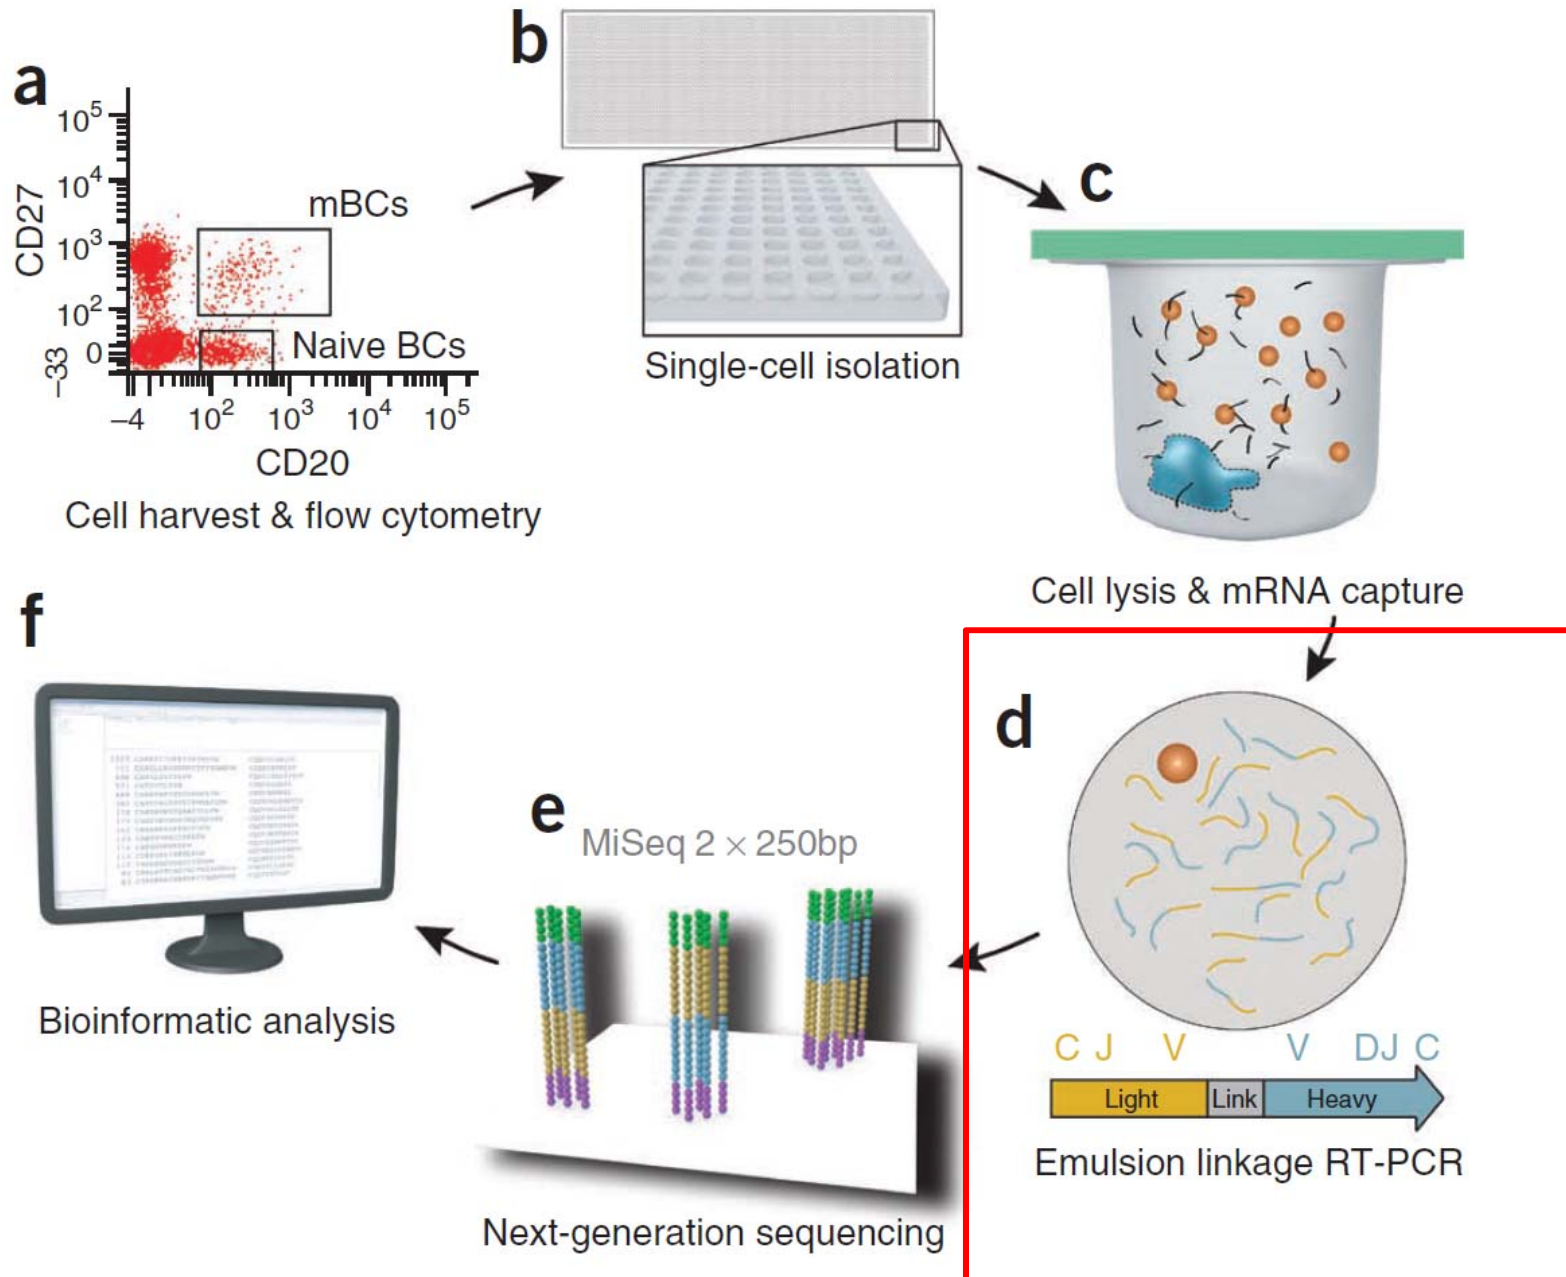 a
10⁵
10⁴
10³
10²
0
−33
CD27
mBCs
Naive BCs
−4 10² 10³ 10⁴ 10⁵
CD20
Cell harvest & flow cytometry
b
Single-cell isolation
c
Cell lysis & mRNA capture
d
C J V V DJ C
Light Link Heavy
Emulsion linkage RT-PCR
e
MiSeq 2 × 250bp
Next-generation sequencing
f
Bioinformatic analysis